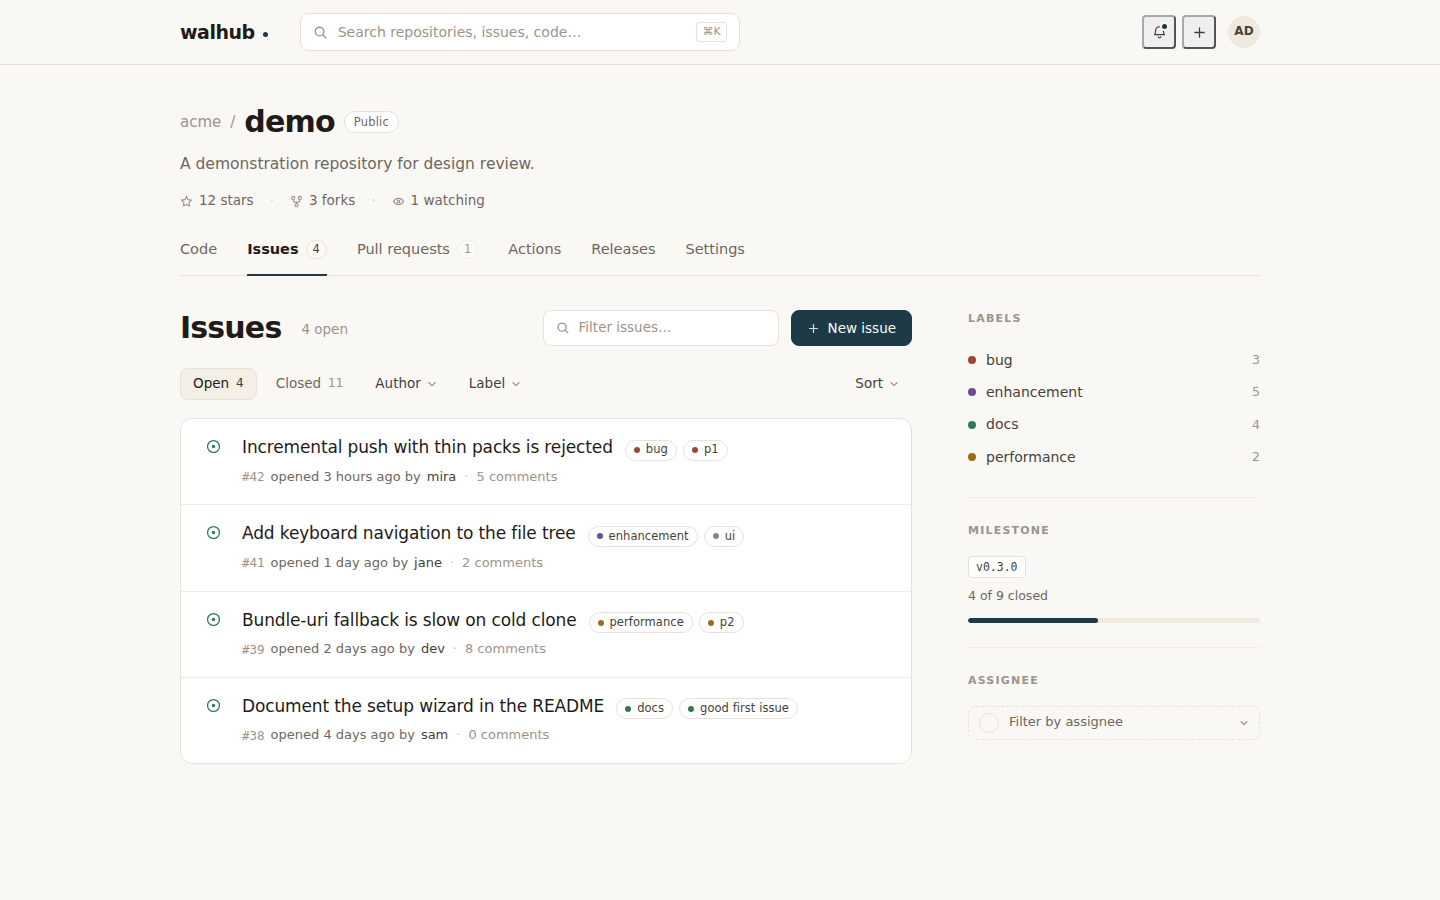 walhub
Search repositories, issues, code… ⌘K
AD
acme / demo Public
A demonstration repository for design review.
12 stars · 3 forks · 1 watching
Code Issues 4 Pull requests 1 Actions Releases Settings
Issues 4 open
Filter issues…
+ New issue
Open 4 Closed 11 Author Label Sort
Incremental push with thin packs is rejected bug p1
#42 opened 3 hours ago by mira · 5 comments
Add keyboard navigation to the file tree enhancement ui
#41 opened 1 day ago by jane · 2 comments
Bundle-uri fallback is slow on cold clone performance p2
#39 opened 2 days ago by dev · 8 comments
Document the setup wizard in the README docs good first issue
#38 opened 4 days ago by sam · 0 comments
LABELS
bug 3
enhancement 5
docs 4
performance 2
MILESTONE
v0.3.0
4 of 9 closed
ASSIGNEE
Filter by assignee